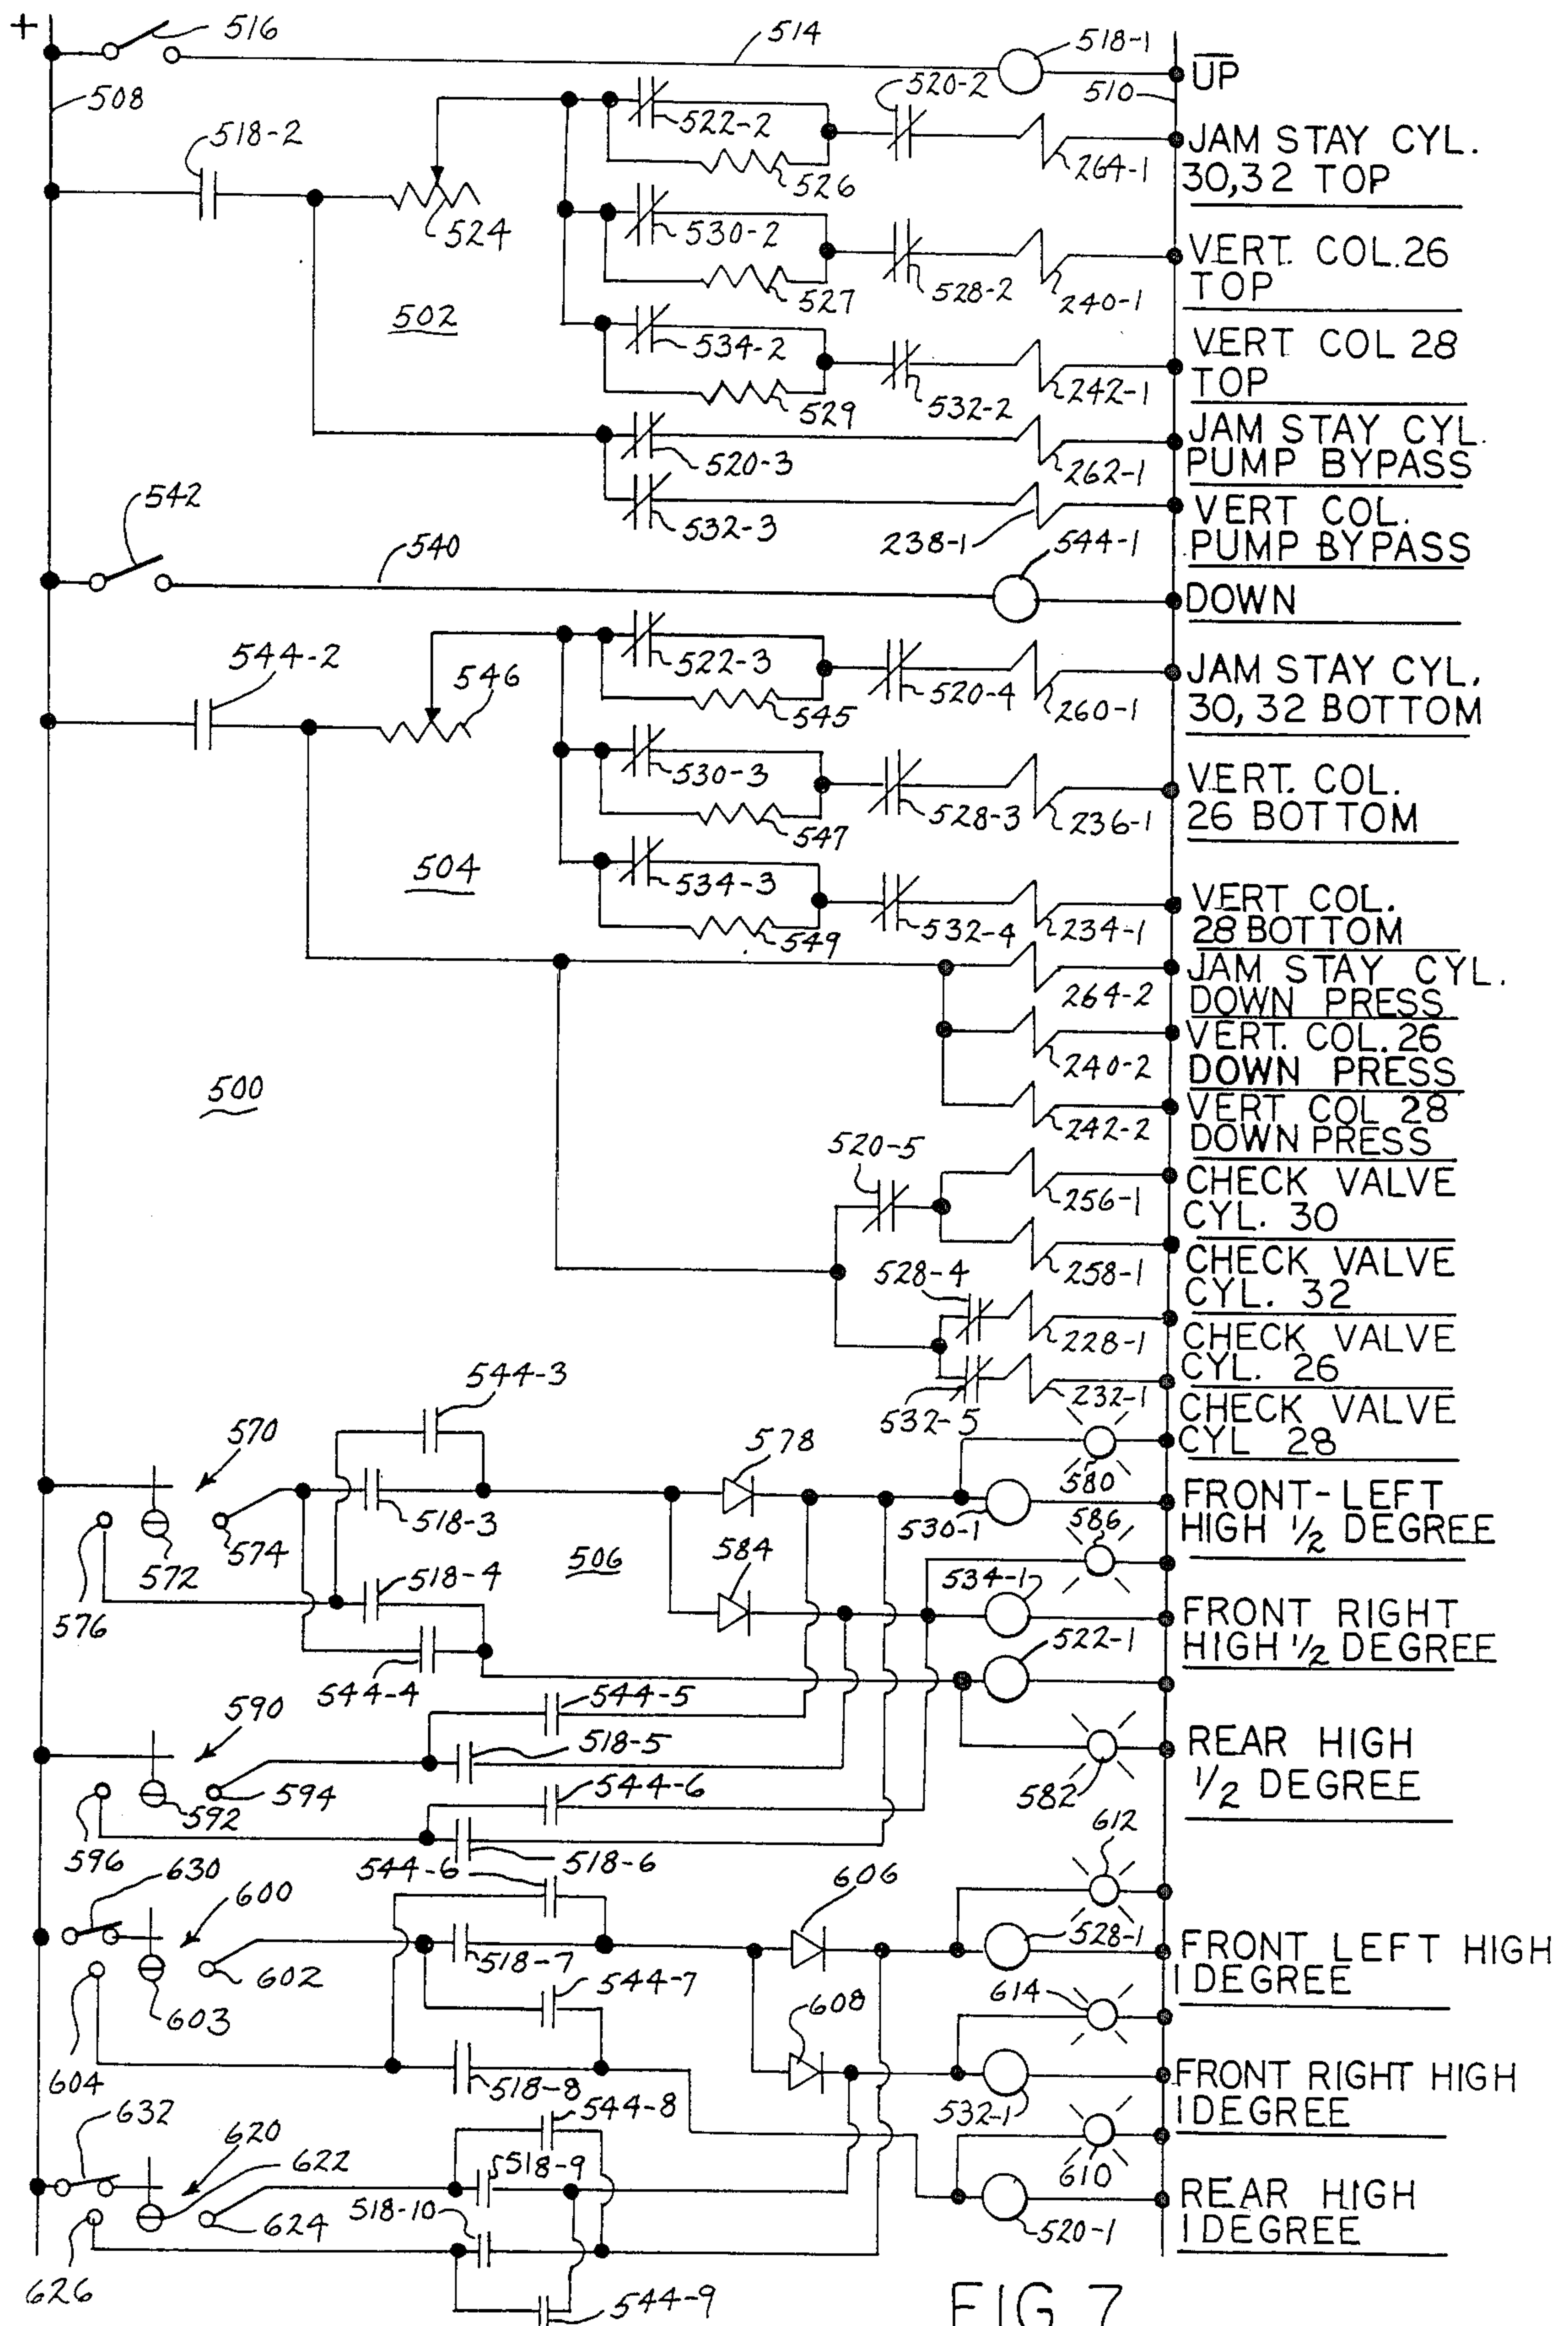 +
516
514
518-1
UP
508
510
520-2
518-2
522-2
JAM STAY CYL.
30,32 TOP
264-1
526
524
530-2
VERT. COL. 26
TOP
528-2
240-1
527
502
534-2
VERT COL 28
TOP
532-2
242-1
529
JAM STAY CYL.
PUMP BYPASS
520-3
262-1
542
532-3
VERT COL.
PUMP BYPASS
238-1
544-1
540
DOWN
544-2
522-3
546
520-4
JAM STAY CYL.
30,32 BOTTOM
545
260-1
530-3
VERT. COL.
26 BOTTOM
528-3
236-1
547
504
534-3
VERT COL.
28 BOTTOM
532-4
234-1
549
JAM STAY CYL.
DOWN PRESS
264-2
VERT. COL. 26
DOWN PRESS
240-2
500
VERT COL 28
DOWN PRESS
242-2
520-5
CHECK VALVE
CYL. 30
256-1
528-4
258-1
CHECK VALVE
CYL. 32
228-1
CHECK VALVE
CYL. 26
544-3
532-5
232-1
CHECK VALVE
CYL 28
570
578
580
518-3
530-1
FRONT-LEFT
HIGH 1/2 DEGREE
574
572
506
584
586
518-4
534-1
576
FRONT RIGHT
HIGH 1/2 DEGREE
522-1
544-4
544-5
590
518-5
REAR HIGH
1/2 DEGREE
544-6
592
594
582
596
518-6
612
630
544-6
606
600
528-1
518-7
FRONT LEFT HIGH
1 DEGREE
602
544-7
614
603
608
604
518-8
FRONT RIGHT HIGH
1 DEGREE
532-1
632
544-8
620
622
518-9
610
518-10
REAR HIGH
1 DEGREE
624
520-1
626
544-9
FIG 7